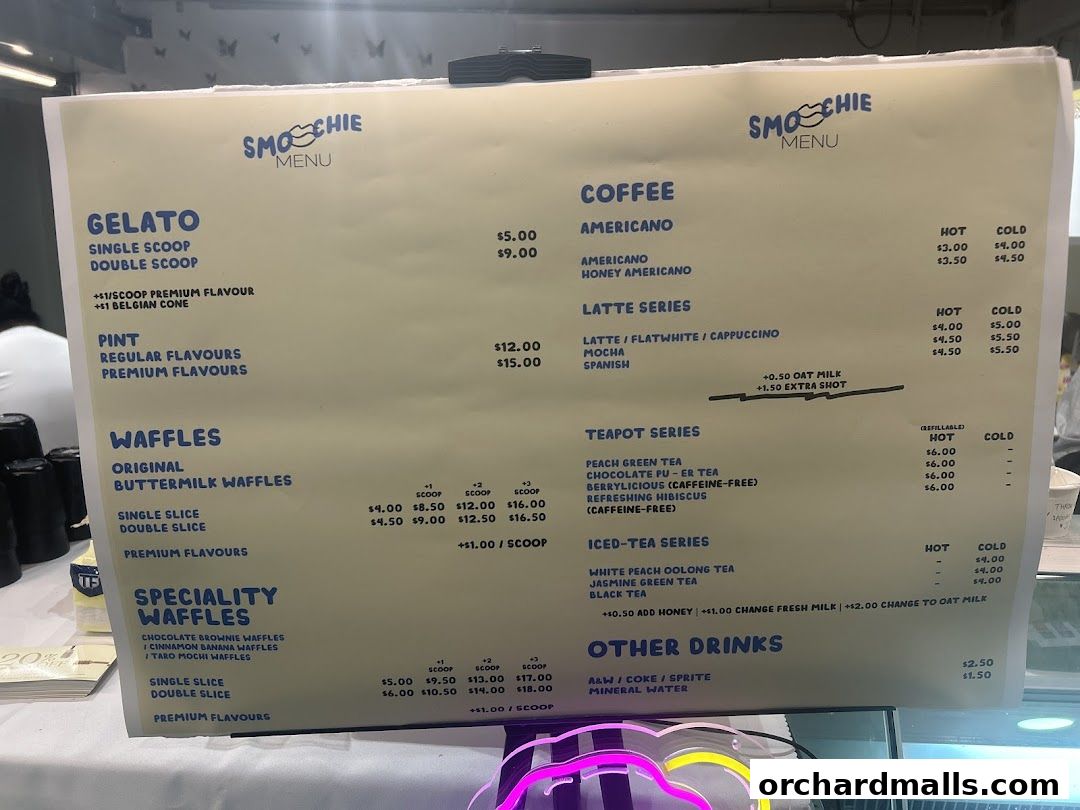 SMOOCHIE
MENU
GELATO
SINGLE SCOOP $5.00
DOUBLE SCOOP $9.00
+$1/SCOOP PREMIUM FLAVOUR
+$1 BELGIAN CONE
PINT
REGULAR FLAVOURS $12.00
PREMIUM FLAVOURS $15.00
WAFFLES
ORIGINAL
BUTTERMILK WAFFLES
+1 +2 +3
SCOOP SCOOP SCOOP
SINGLE SLICE $4.00 $8.50 $12.00 $16.00
DOUBLE SLICE $4.50 $9.00 $12.50 $16.50
PREMIUM FLAVOURS +$1.00 / SCOOP
SPECIALITY
WAFFLES
CHOCOLATE BROWNIE WAFFLES
/ CINNAMON BANANA WAFFLES
/ TARO MOCHI WAFFLES
+1 +2 +3
SCOOP SCOOP SCOOP
SINGLE SLICE $5.00 $9.50 $13.00 $17.00
DOUBLE SLICE $6.00 $10.50 $14.00 $18.00
PREMIUM FLAVOURS +$1.00 / SCOOP
SMOOCHIE
MENU
COFFEE
AMERICANO HOT COLD
AMERICANO $3.00 $4.00
HONEY AMERICANO $3.50 $4.50
LATTE SERIES HOT COLD
LATTE / FLATWHITE / CAPPUCCINO $4.00 $5.00
MOCHA $4.50 $5.50
SPANISH $4.50 $5.50
+0.50 OAT MILK
+1.50 EXTRA SHOT
(REFILLABLE)
TEAPOT SERIES HOT COLD
PEACH GREEN TEA $6.00 -
CHOCOLATE PU - ER TEA $6.00 -
BERRYLICIOUS (CAFFEINE-FREE) $6.00 -
REFRESHING HIBISCUS $6.00 -
(CAFFEINE-FREE)
ICED-TEA SERIES HOT COLD
WHITE PEACH OOLONG TEA - $4.00
JASMINE GREEN TEA - $4.00
BLACK TEA - $4.00
+$0.50 ADD HONEY | +$1.00 CHANGE FRESH MILK | +$2.00 CHANGE TO OAT MILK
OTHER DRINKS
A&W / COKE / SPRITE $2.50
MINERAL WATER $1.50
orchardmalls.com